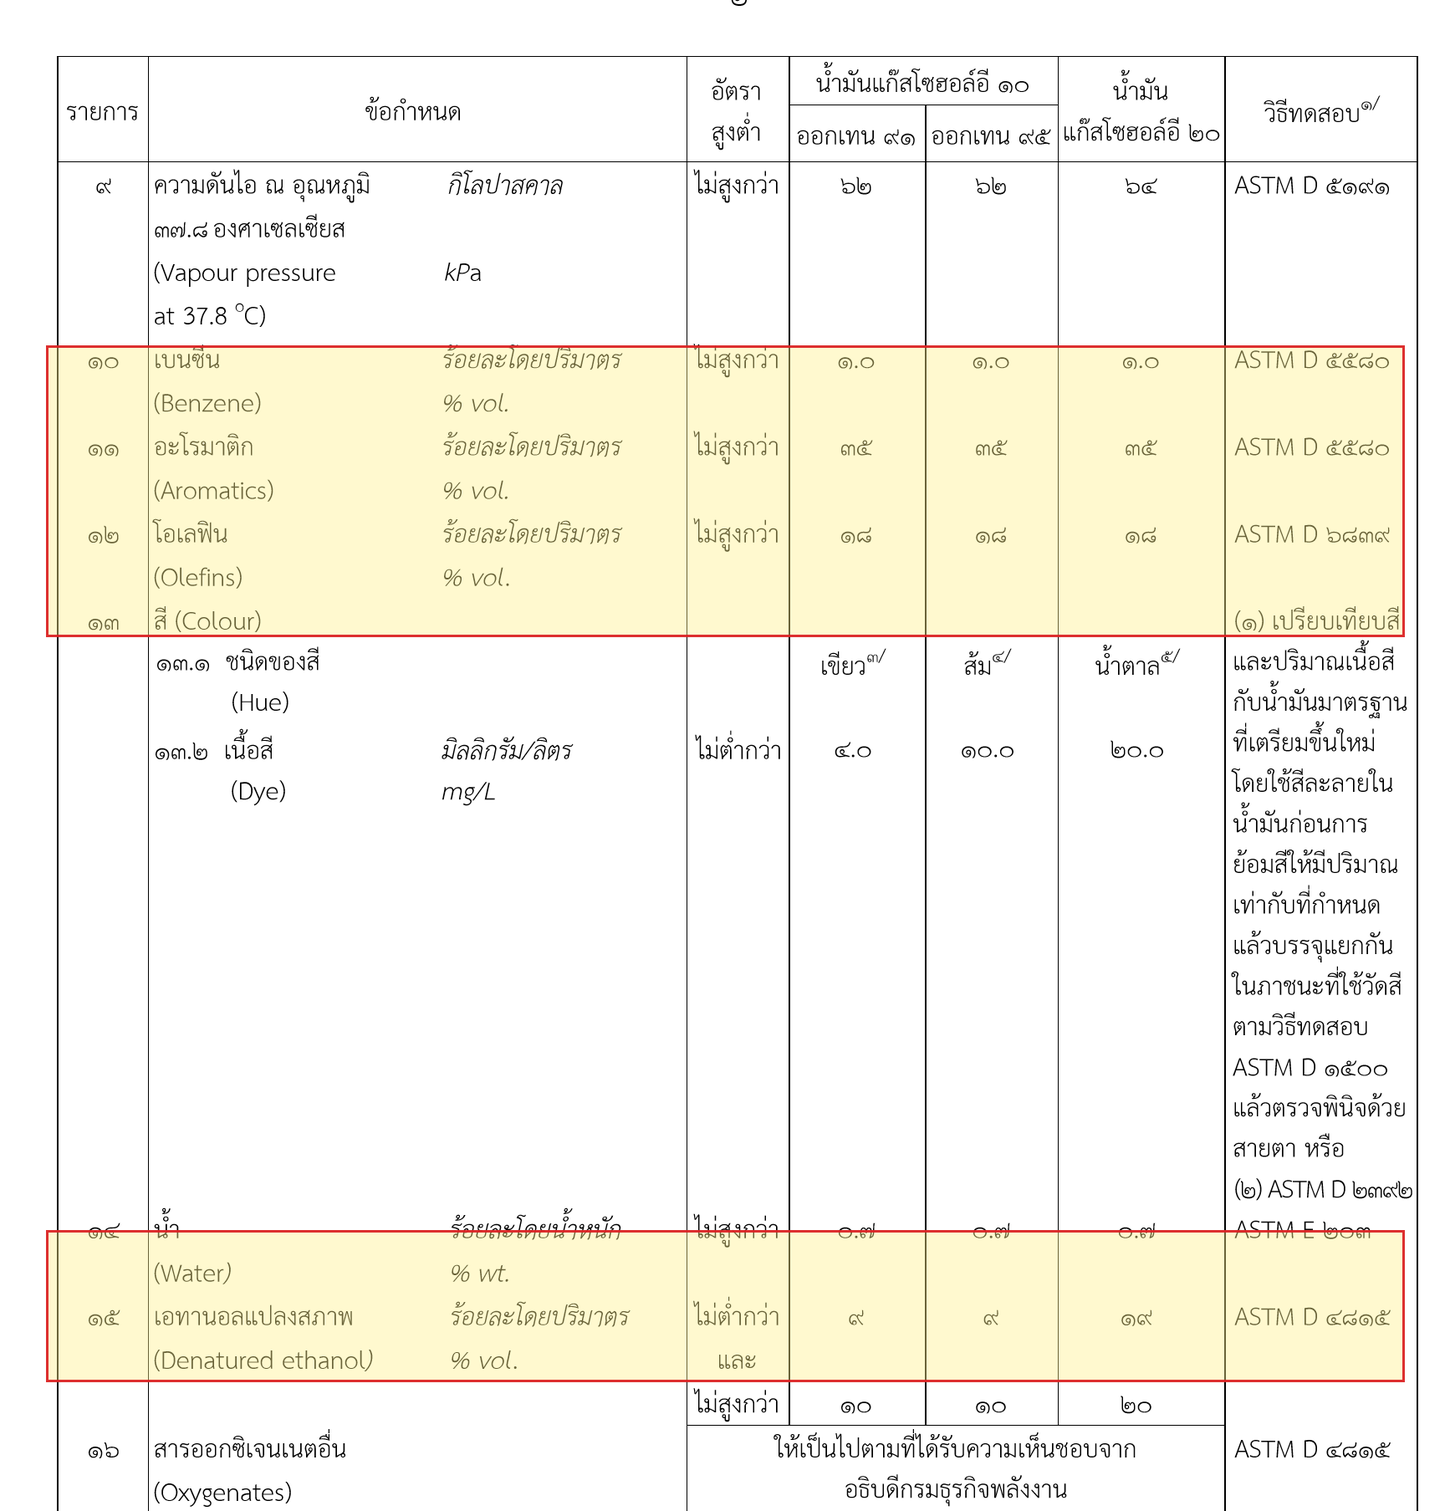 รายการ ข้อกำหนด อัตรา สูงต่ำ น้ำมันแก๊สโซฮอล์อี ๑๐ น้ำมัน แก๊สโซฮอล์อี ๒๐ วิธีทดสอบ๑/
ออกเทน ๙๑ ออกเทน ๙๕
๙ ความดันไอ ณ อุณหภูมิ กิโลปาสคาล ไม่สูงกว่า ๖๒ ๖๒ ๖๔ ASTM D ๕๑๙๑
๓๗.๘ องศาเซลเซียส
(Vapour pressure kPa
at 37.8 °C)
๑๐ เบนซีน ร้อยละโดยปริมาตร ไม่สูงกว่า ๑.๐ ๑.๐ ๑.๐ ASTM D ๕๕๘๐
(Benzene) % vol.
๑๑ อะโรมาติก ร้อยละโดยปริมาตร ไม่สูงกว่า ๓๕ ๓๕ ๓๕ ASTM D ๕๕๘๐
(Aromatics) % vol.
๑๒ โอเลฟิน ร้อยละโดยปริมาตร ไม่สูงกว่า ๑๘ ๑๘ ๑๘ ASTM D ๖๘๓๙
(Olefins) % vol.
๑๓ สี (Colour) (๑) เปรียบเทียบสี
๑๓.๑ ชนิดของสี เขียว๓/ ส้ม๔/ น้ำตาล๕/ และปริมาณเนื้อสี
(Hue) กับน้ำมันมาตรฐาน
๑๓.๒ เนื้อสี มิลลิกรัม/ลิตร ไม่ต่ำกว่า ๔.๐ ๑๐.๐ ๒๐.๐ ที่เตรียมขึ้นใหม่
(Dye) mg/L โดยใช้สีละลายใน
น้ำมันก่อนการ
ย้อมสีให้มีปริมาณ
เท่ากับที่กำหนด
แล้วบรรจุแยกกัน
ในภาชนะที่ใช้วัดสี
ตามวิธีทดสอบ
ASTM D ๑๕๐๐
แล้วตรวจพินิจด้วย
สายตา หรือ
(๒) ASTM D ๒๓๙๒
๑๔ น้ำ ร้อยละโดยน้ำหนัก ไม่สูงกว่า ๐.๗ ๐.๗ ๐.๗ ASTM E ๒๐๓
(Water) % wt.
๑๕ เอทานอลแปลงสภาพ ร้อยละโดยปริมาตร ไม่ต่ำกว่า ๙ ๙ ๑๙ ASTM D ๔๘๑๕
(Denatured ethanol) % vol. และ
ไม่สูงกว่า ๑๐ ๑๐ ๒๐
๑๖ สารออกซิเจนเนตอื่น ให้เป็นไปตามที่ได้รับความเห็นชอบจาก ASTM D ๔๘๑๕
(Oxygenates) อธิบดีกรมธุรกิจพลังงาน